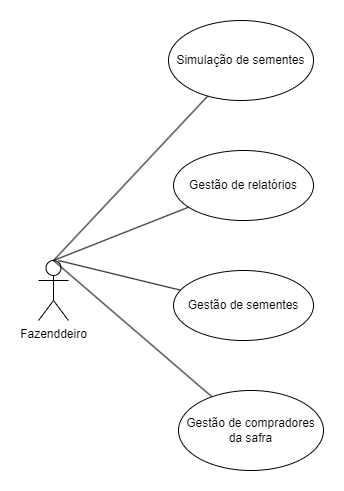 Simulação de sementes
Gestão de relatórios
Gestão de sementes
Fazenddeiro
Gestão de compradores
da safra